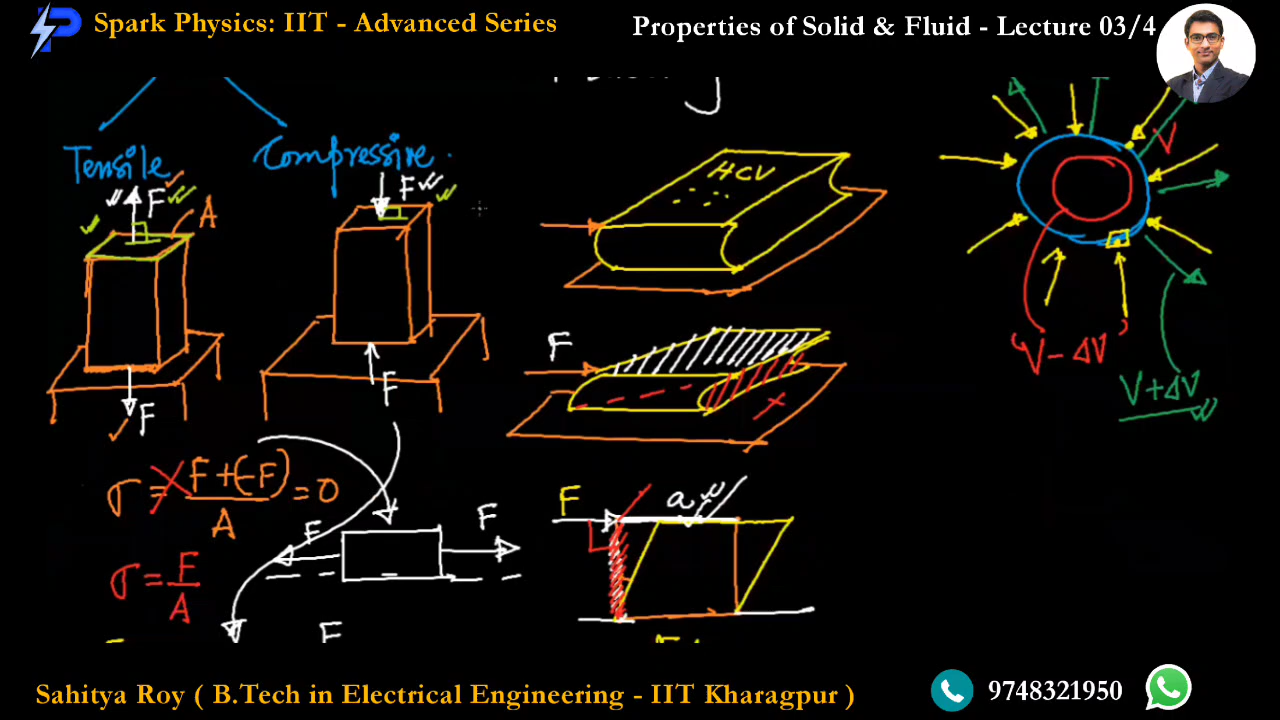 Spark Physics: IIT - Advanced Series
Properties of Solid & Fluid - Lecture 03/4
Tensile
Compressive
F
A
F
F
F
σ = F+(-F)/A = 0
σ = F/A
F
F
F
HCV
F
F
a
V
V - ΔV
V + ΔV
Sahitya Roy ( B.Tech in Electrical Engineering - IIT Kharagpur )
9748321950